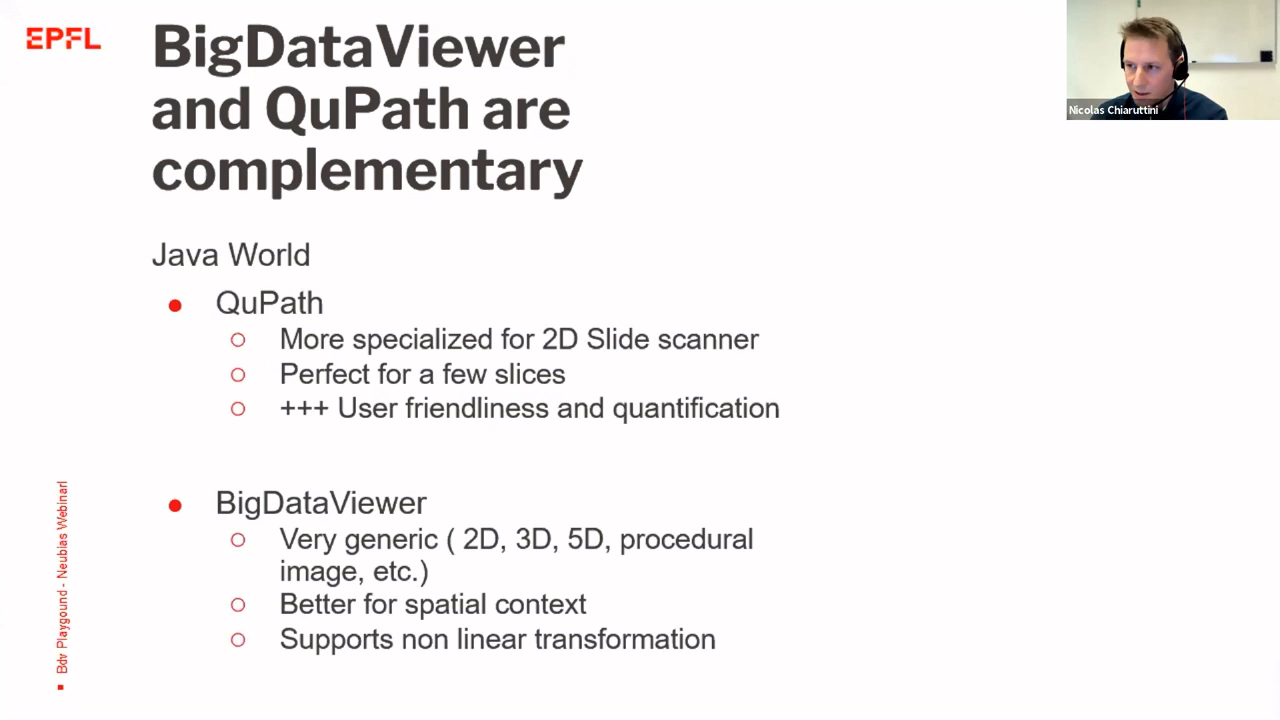 EPFL
BigDataViewer
and QuPath are
complementary
Nicolas Chiaruttini
Java World
● QuPath
○ More specialized for 2D Slide scanner
○ Perfect for a few slices
○ +++ User friendliness and quantification
● BigDataViewer
○ Very generic ( 2D, 3D, 5D, procedural
image, etc.)
○ Better for spatial context
○ Supports non linear transformation
▪ Bdv Playgound - Neubias Webinarl